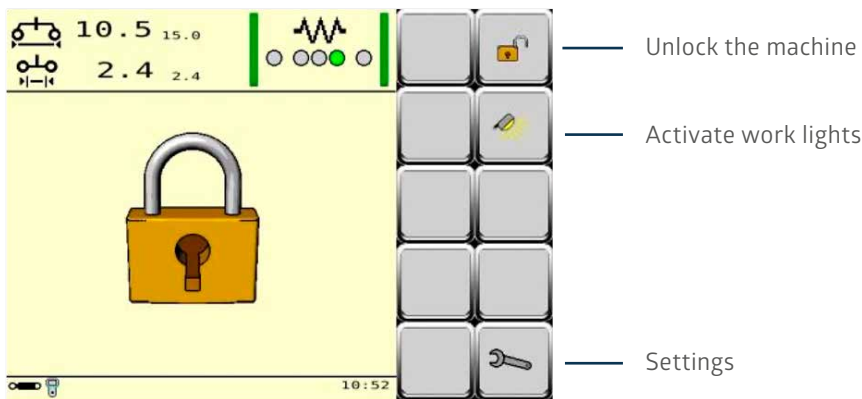 10.5 15.0
2.4 2.4
Unlock the machine
Activate work lights
Settings
10:52